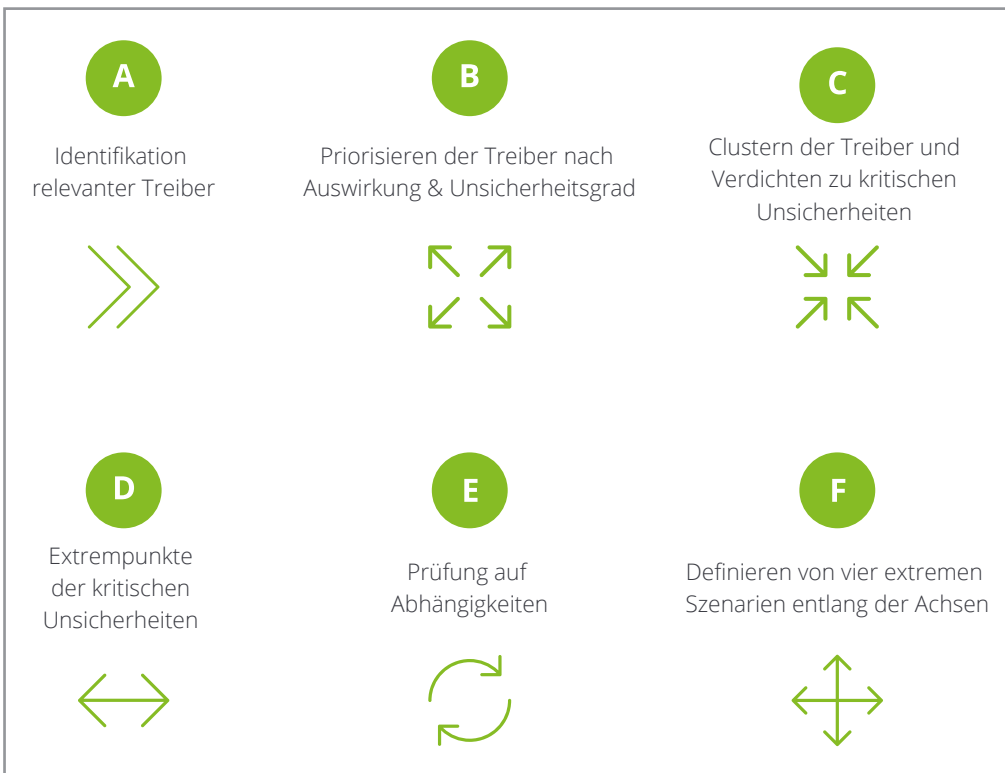 A
Identifikation
relevanter Treiber
B
Priorisieren der Treiber nach
Auswirkung & Unsicherheitsgrad
C
Clustern der Treiber und
Verdichten zu kritischen
Unsicherheiten
D
Extrempunkte
der kritischen
Unsicherheiten
E
Prüfung auf
Abhängigkeiten
F
Definieren von vier extremen
Szenarien entlang der Achsen